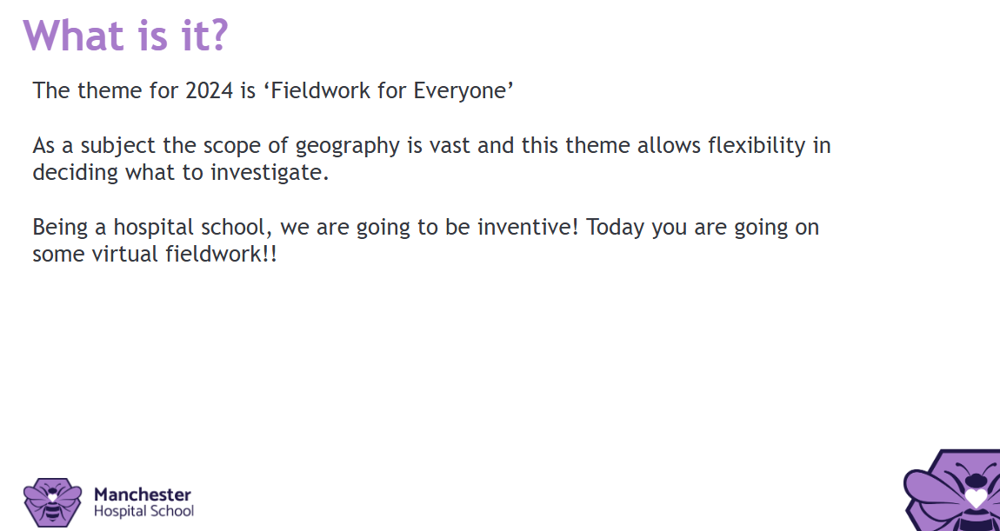 What is it?
The theme for 2024 is ‘Fieldwork for Everyone’
As a subject the scope of geography is vast and this theme allows flexibility in
deciding what to investigate.
Being a hospital school, we are going to be inventive! Today you are going on
some virtual fieldwork!!
Manchester
Hospital School